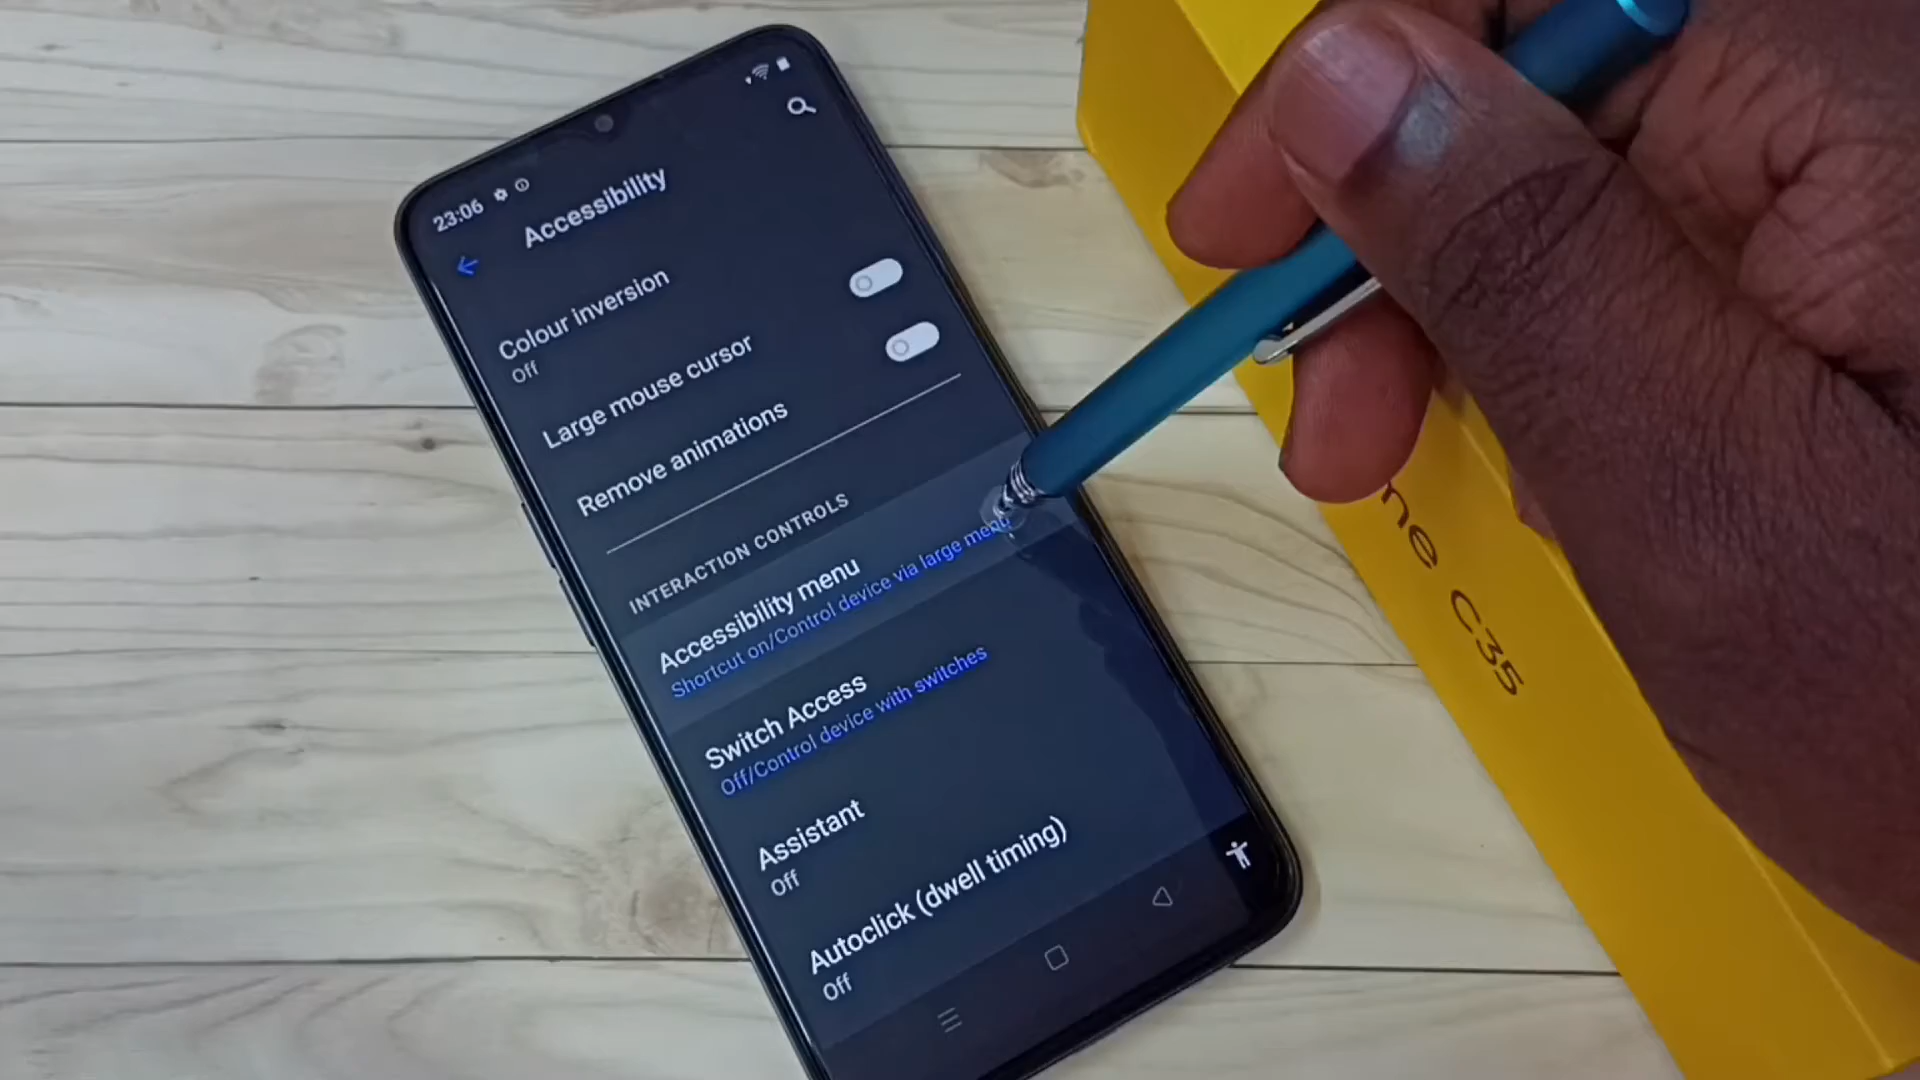 23:06
Accessibility
Colour inversion
Off
Large mouse cursor
Remove animations
INTERACTION CONTROLS
Accessibility menu
Shortcut on/Control device via large menu
Switch Access
Off/Control device with switches
Assistant
Off
Autoclick (dwell timing)
Off
me C35